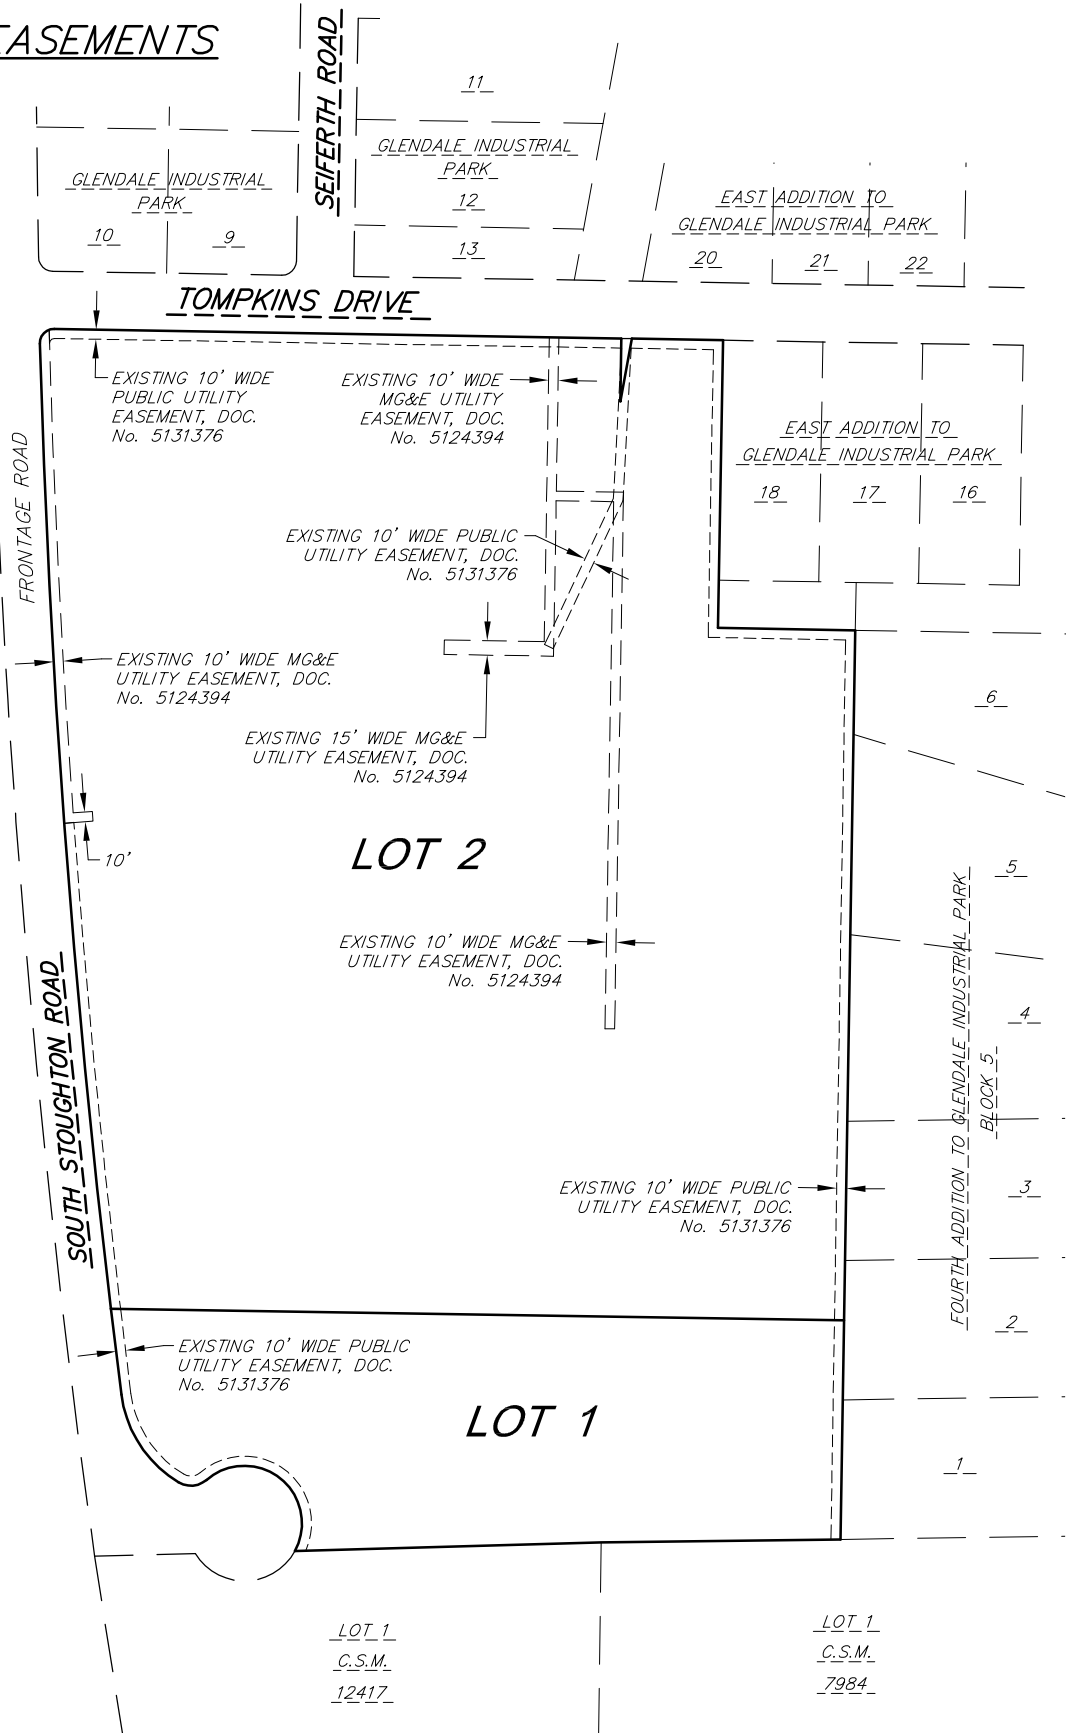 EASEMENTS
SEIFERTH ROAD
11
GLENDALE INDUSTRIAL
PARK
12
13
GLENDALE INDUSTRIAL
PARK
10
9
EAST ADDITION TO
GLENDALE INDUSTRIAL PARK
20
21
22
TOMPKINS DRIVE
EXISTING 10' WIDE
PUBLIC UTILITY
EASEMENT, DOC.
No. 5131376
EXISTING 10' WIDE
MG&E UTILITY
EASEMENT, DOC.
No. 5124394
EAST ADDITION TO
GLENDALE INDUSTRIAL PARK
18
17
16
FRONTAGE ROAD
EXISTING 10' WIDE PUBLIC
UTILITY EASEMENT, DOC.
No. 5131376
EXISTING 10' WIDE MG&E
UTILITY EASEMENT, DOC.
No. 5124394
6
EXISTING 15' WIDE MG&E
UTILITY EASEMENT, DOC.
No. 5124394
10'
LOT 2
5
EXISTING 10' WIDE MG&E
UTILITY EASEMENT, DOC.
No. 5124394
SOUTH STOUGHTON ROAD
4
FOURTH ADDITION TO GLENDALE INDUSTRIAL PARK
BLOCK 5
EXISTING 10' WIDE PUBLIC
UTILITY EASEMENT, DOC.
No. 5131376
3
2
EXISTING 10' WIDE PUBLIC
UTILITY EASEMENT, DOC.
No. 5131376
LOT 1
1
LOT 1
C.S.M.
12417
LOT 1
C.S.M.
7984